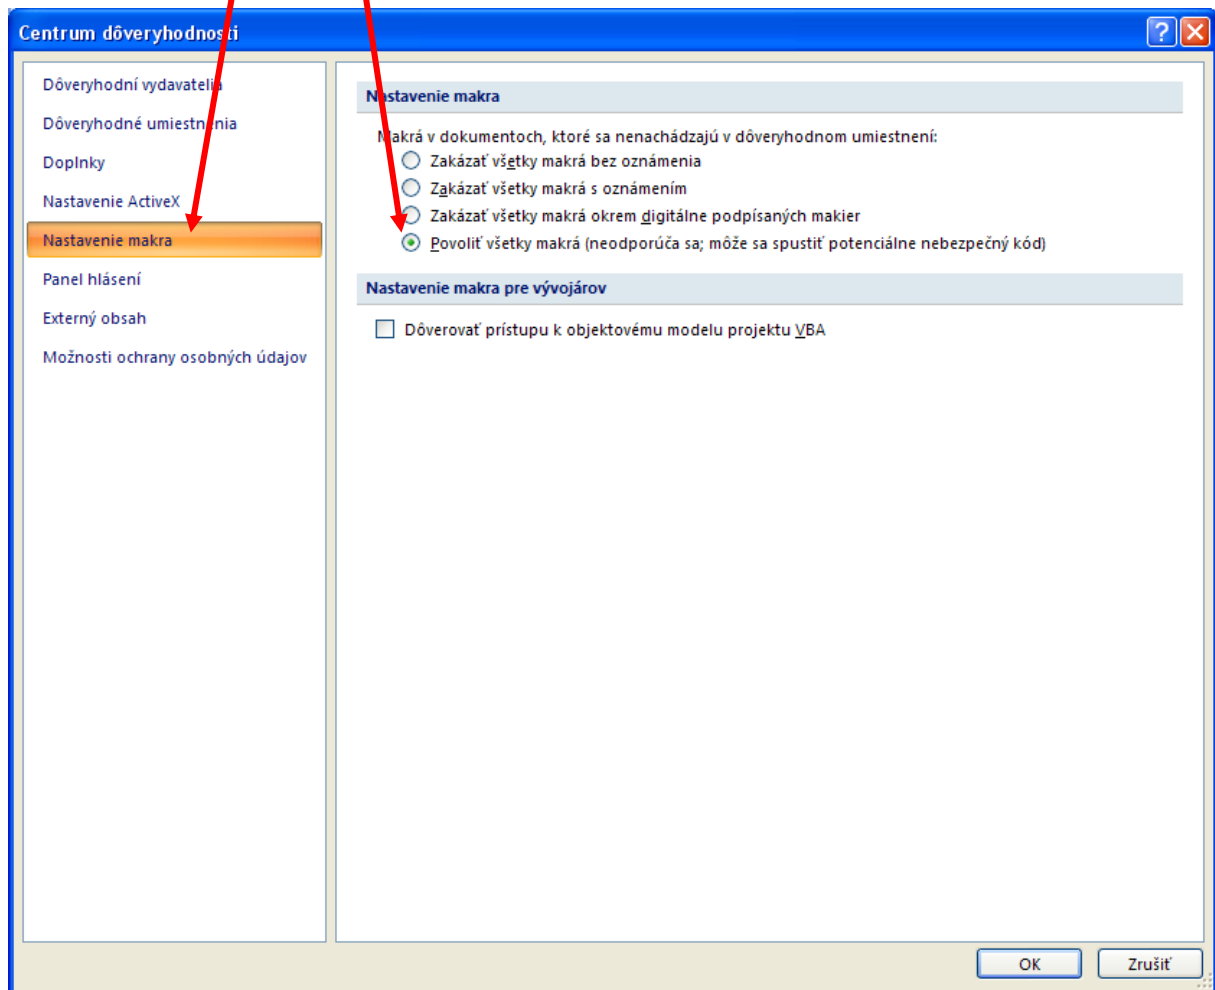 Centrum dôveryhodnosti
Dôveryhodní vydavatelia
Dôveryhodné umiestnenia
Doplnky
Nastavenie ActiveX
Nastavenie makra
Panel hlásení
Externý obsah
Možnosti ochrany osobných údajov
Nastavenie makra
Makrá v dokumentoch, ktoré sa nenachádzajú v dôveryhodnom umiestnení:
Zakázať všetky makrá bez oznámenia
Zakázať všetky makrá s oznámením
Zakázať všetky makrá okrem digitálne podpísaných makier
Povoliť všetky makrá (neodporúča sa; môže sa spustiť potenciálne nebezpečný kód)
Nastavenie makra pre vývojárov
Dôverovať prístupu k objektovému modelu projektu VBA
OK
Zrušiť